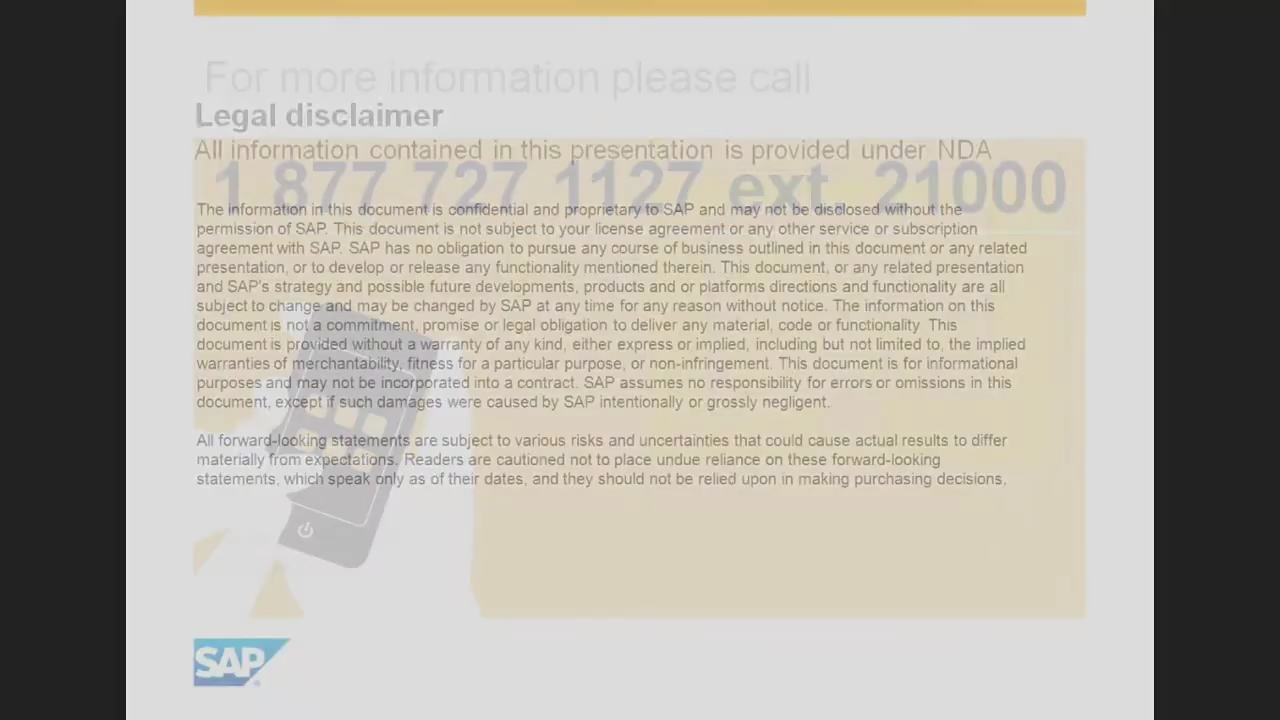 For more information please call
Legal disclaimer
All information contained in this presentation is provided under NDA
1 877 727 1127 ext. 21000
The information in this document is confidential and proprietary to SAP and may not be disclosed without the
permission of SAP. This document is not subject to your license agreement or any other service or subscription
agreement with SAP. SAP has no obligation to pursue any course of business outlined in this document or any related
presentation, or to develop or release any functionality mentioned therein. This document, or any related presentation
and SAP's strategy and possible future developments, products and or platforms directions and functionality are all
subject to change and may be changed by SAP at any time for any reason without notice. The information on this
document is not a commitment, promise or legal obligation to deliver any material, code or functionality. This
document is provided without a warranty of any kind, either express or implied, including but not limited to, the implied
warranties of merchantability, fitness for a particular purpose, or non-infringement. This document is for informational
purposes and may not be incorporated into a contract. SAP assumes no responsibility for errors or omissions in this
document, except if such damages were caused by SAP intentionally or grossly negligent.
All forward-looking statements are subject to various risks and uncertainties that could cause actual results to differ
materially from expectations. Readers are cautioned not to place undue reliance on these forward-looking
statements, which speak only as of their dates, and they should not be relied upon in making purchasing decisions.
SAP